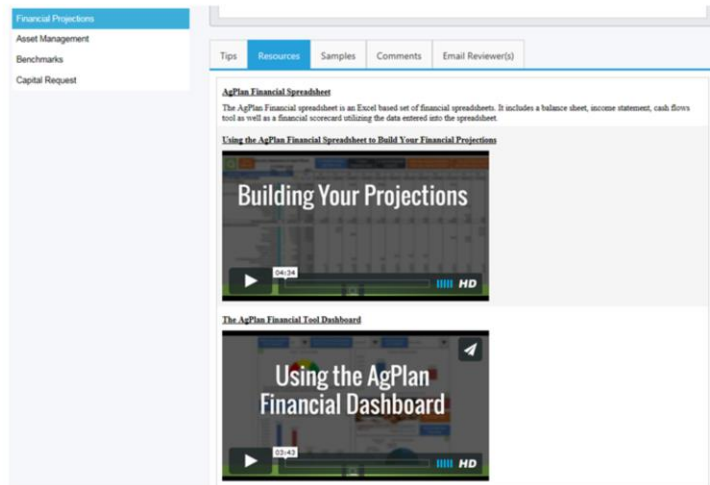 Financial Projections
Asset Management
Benchmarks
Capital Request
Tips
Resources
Samples
Comments
Email Reviewer(s)
AgPlan Financial Spreadsheet
The AgPlan Financial spreadsheet is an Excel based set of financial spreadsheets. It includes a balance sheet, income statement, cash flows
tool as well as a financial scorecard utilizing the data entered into the spreadsheet.
Using the AgPlan Financial Spreadsheet to Build Your Financial Projections
Building Your Projections
04:34
HD
The AgPlan Financial Tool Dashboard
Using the AgPlan
Financial Dashboard
03:43
HD